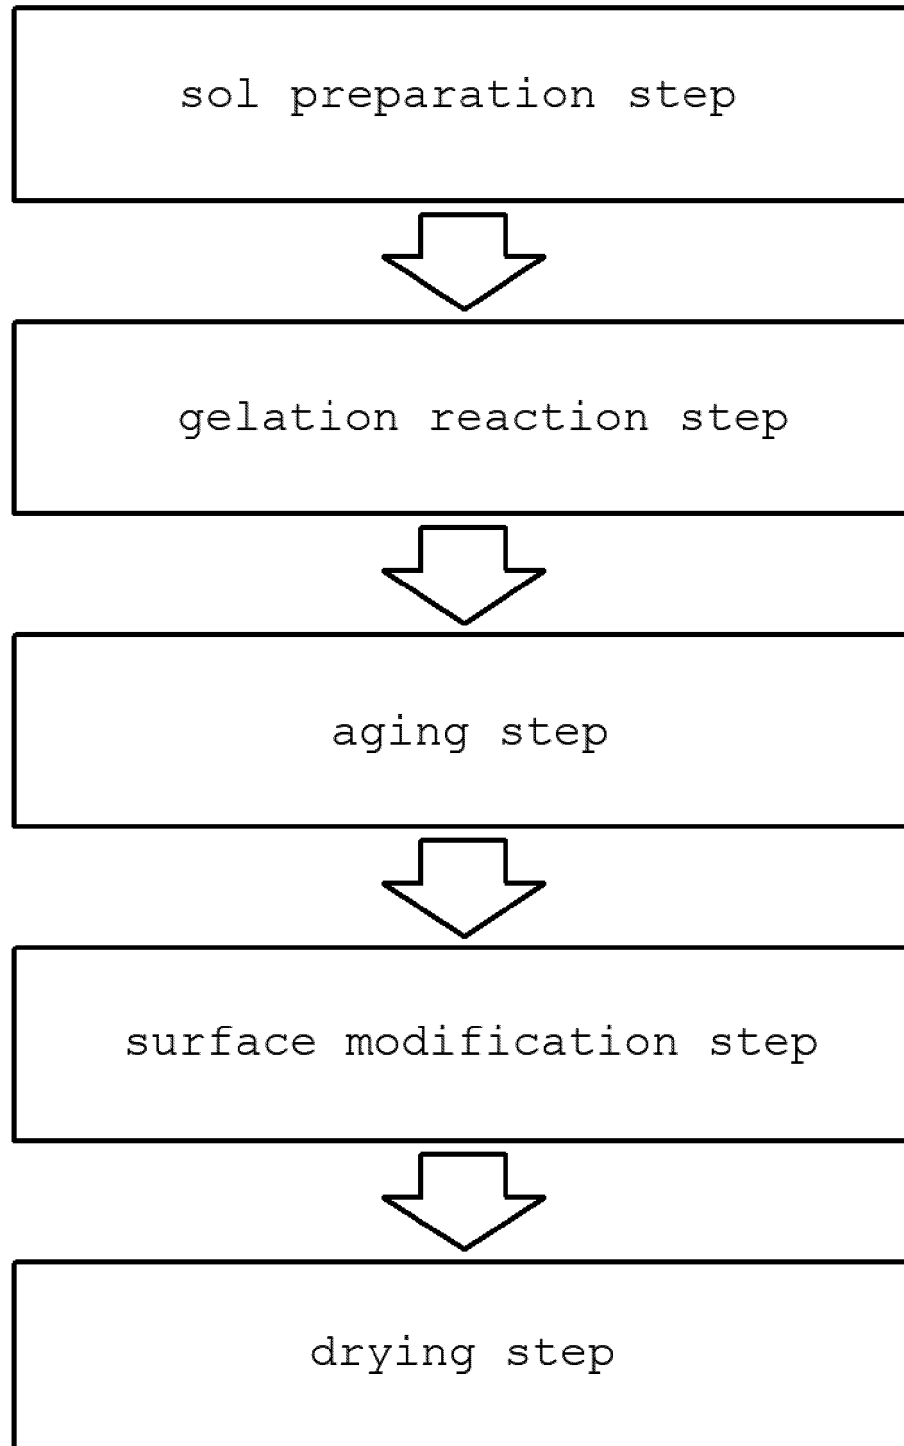 sol preparation step
gelation reaction step
aging step
surface modification step
drying step